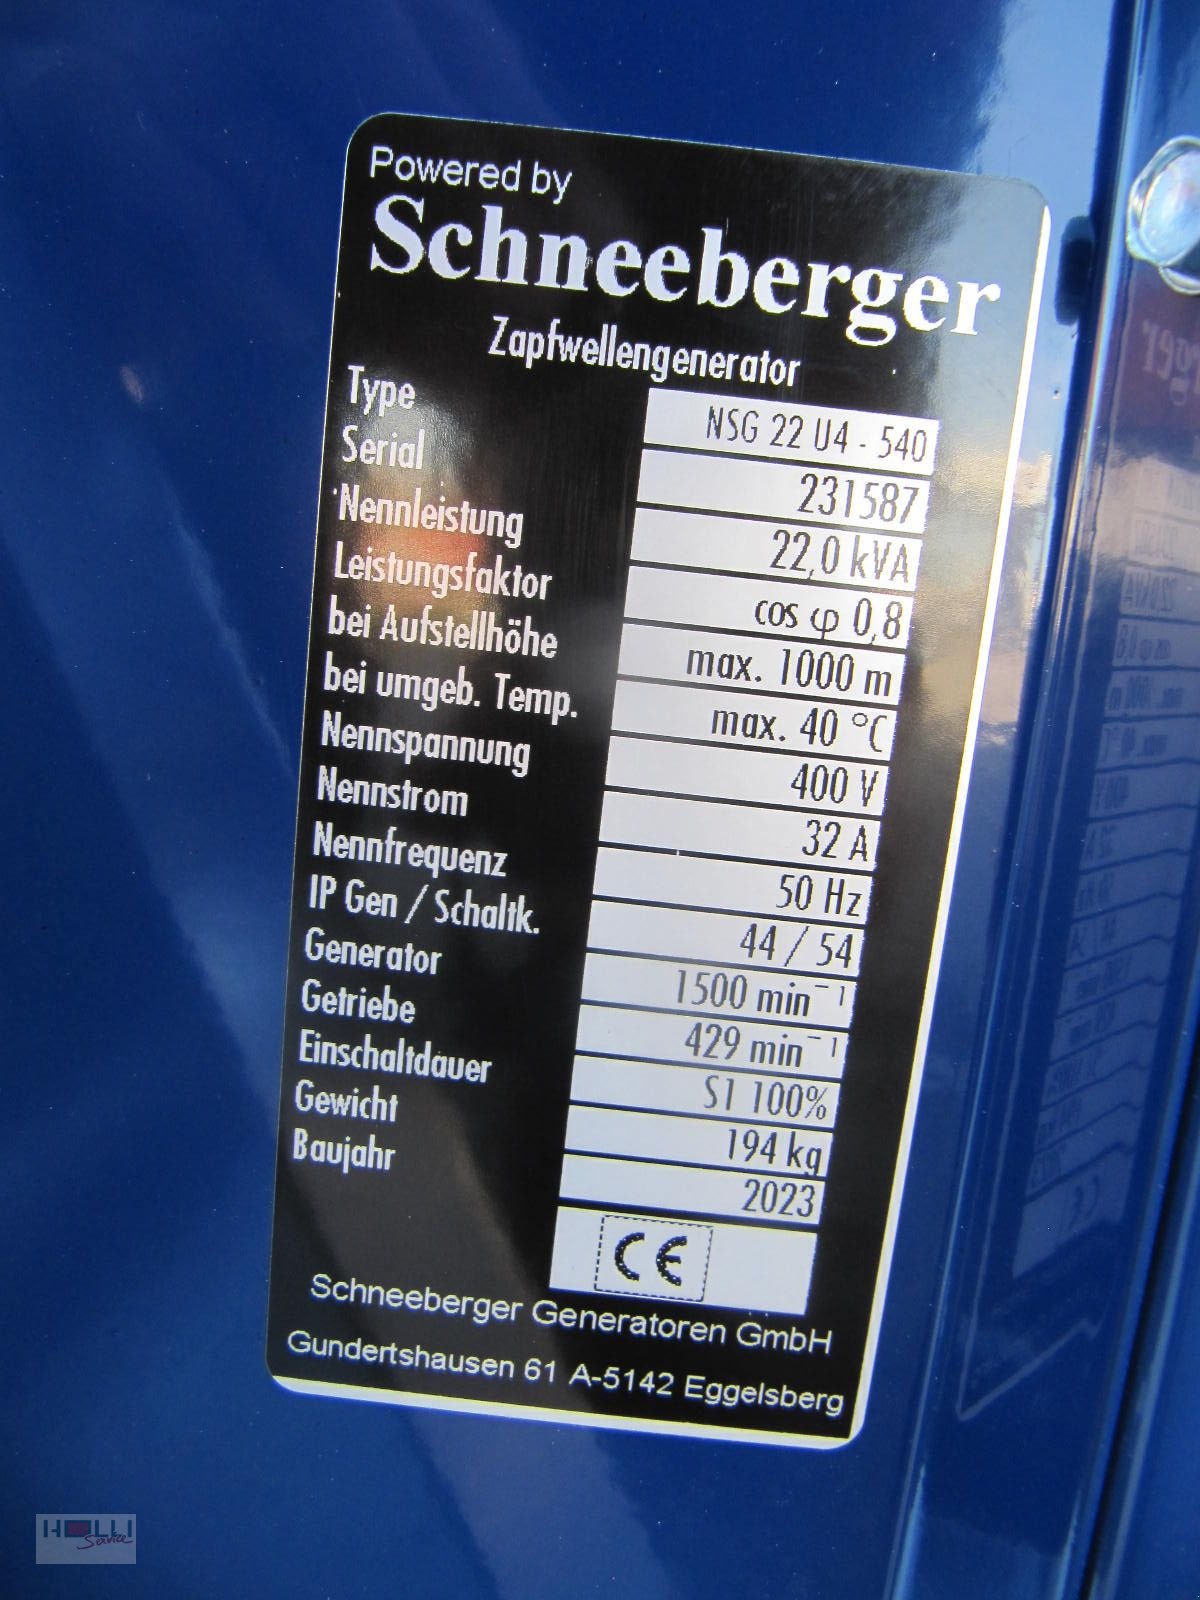 Powered by
Schneeberger
Zapfwellengenerator
Type NSG 22 U4 - 540
Serial 231587
Nennleistung 22,0 kVA
Leistungsfaktor cos φ 0,8
bei Aufstellhöhe max. 1000 m
bei umgeb. Temp. max. 40 °C
Nennspannung 400 V
Nennstrom 32 A
Nennfrequenz 50 Hz
IP Gen / Schaltk. 44 / 54
Generator 1500 min⁻¹
Getriebe 429 min⁻¹
Einschaltdauer S1 100%
Gewicht 194 kg
Baujahr 2023
CE
Schneeberger Generatoren GmbH
Gundertshausen 61 A-5142 Eggelsberg
HOLLI
Service